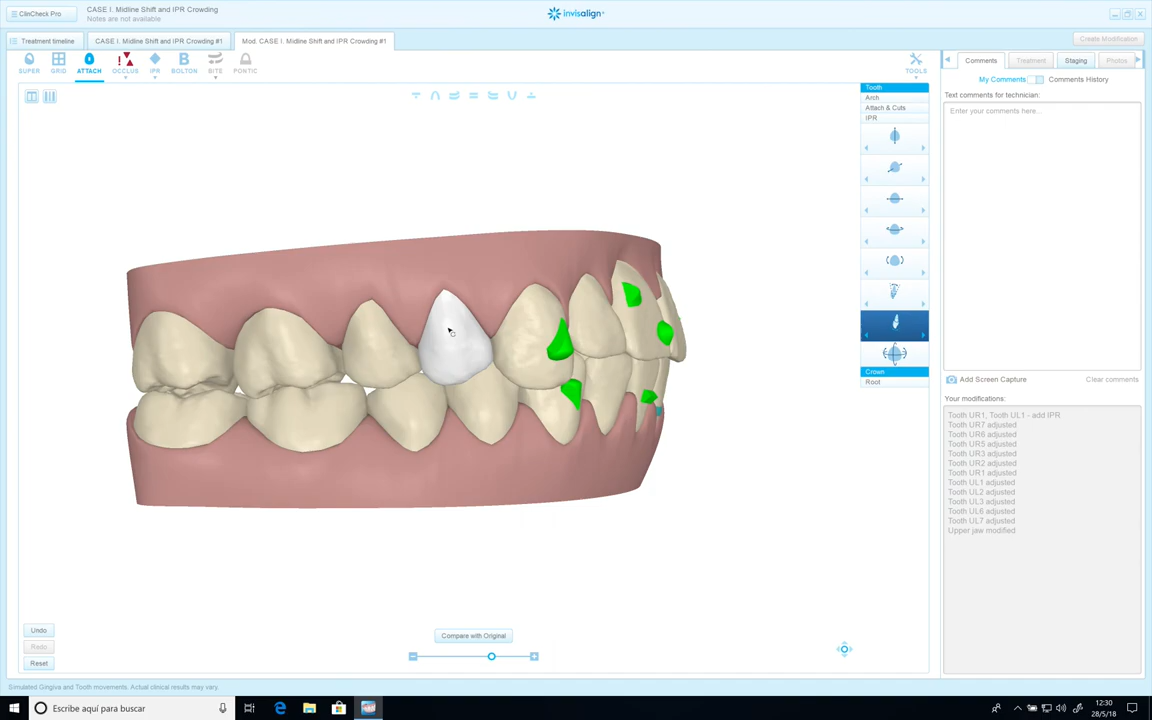 ClinCheck Pro
CASE I. Midline Shift and IPR Crowding
Notes are not available
invisalign
Create Modification
Treatment timeline
CASE I. Midline Shift and IPR Crowding #1
Mod. CASE I. Midline Shift and IPR Crowding #1
SUPER
GRID
ATTACH
OCCLUS
IPR
BOLTON
BITE
PONTIC
TOOLS
Comments
Treatment
Staging
Photos
My Comments
Comments History
Text comments for technician:
Enter your comments here...
Tooth
Arch
Attach & Cuts
IPR
Crown
Root
Add Screen Capture
Clear comments
Your modifications:
Tooth UR1, Tooth UL1 - add IPR
Tooth UR7 adjusted
Tooth UR6 adjusted
Tooth UR5 adjusted
Tooth UR3 adjusted
Tooth UR2 adjusted
Tooth UR1 adjusted
Tooth UL1 adjusted
Tooth UL2 adjusted
Tooth UL3 adjusted
Tooth UL6 adjusted
Tooth UL7 adjusted
Upper jaw modified
Undo
Redo
Reset
Compare with Original
Simulated Gingiva and Tooth movements. Actual clinical results may vary.
Escribe aquí para buscar
12:30
28/5/18